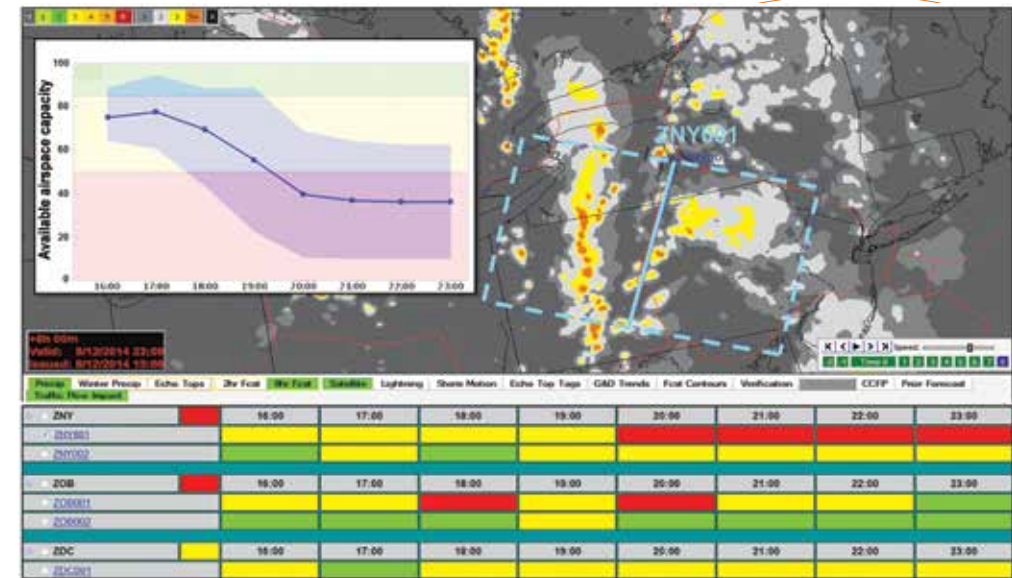 100
80
60
40
20
0
Available airspace capacity
16:00 17:00 18:00 19:00 20:00 21:00 22:00 23:00
ZNY001
+8h 00m
Valid: 8/12/2014 23:00
Issued: 8/12/2014 15:00
Speed:
Precip Winter Precip Echo Tops 2hr Fcst 8hr Fcst Satellite Lightning Storm Motion Echo Top Tags G&D Trends Fcst Contours Verification CCFP Prior Forecast
Traffic Flow Impact
ZNY 16:00 17:00 18:00 19:00 20:00 21:00 22:00 23:00
ZNY001
ZNY002
ZOB 16:00 17:00 18:00 19:00 20:00 21:00 22:00 23:00
ZOB001
ZOB002
ZDC 16:00 17:00 18:00 19:00 20:00 21:00 22:00 23:00
ZDC001